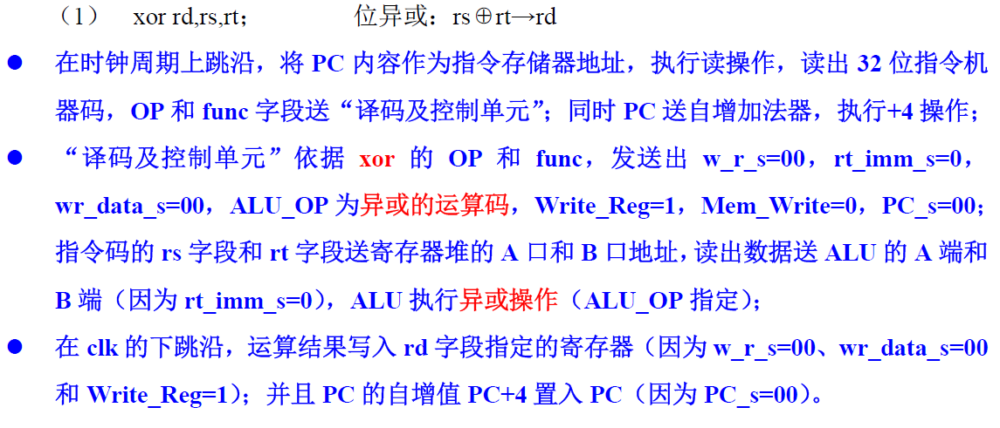 （1） xor rd,rs,rt； 位异或：rs⊕rt→rd
● 在时钟周期上跳沿，将 PC 内容作为指令存储器地址，执行读操作，读出 32 位指令机
器码，OP 和 func 字段送“译码及控制单元”；同时 PC 送自增加法器，执行+4 操作；
● “译码及控制单元”依据 xor 的 OP 和 func，发送出 w_r_s=00，rt_imm_s=0，
wr_data_s=00，ALU_OP 为异或的运算码，Write_Reg=1，Mem_Write=0，PC_s=00；
指令码的 rs 字段和 rt 字段送寄存器堆的 A 口和 B 口地址，读出数据送 ALU 的 A 端和
B 端（因为 rt_imm_s=0），ALU 执行异或操作（ALU_OP 指定）；
● 在 clk 的下跳沿，运算结果写入 rd 字段指定的寄存器（因为 w_r_s=00、wr_data_s=00
和 Write_Reg=1）；并且 PC 的自增值 PC+4 置入 PC（因为 PC_s=00）。